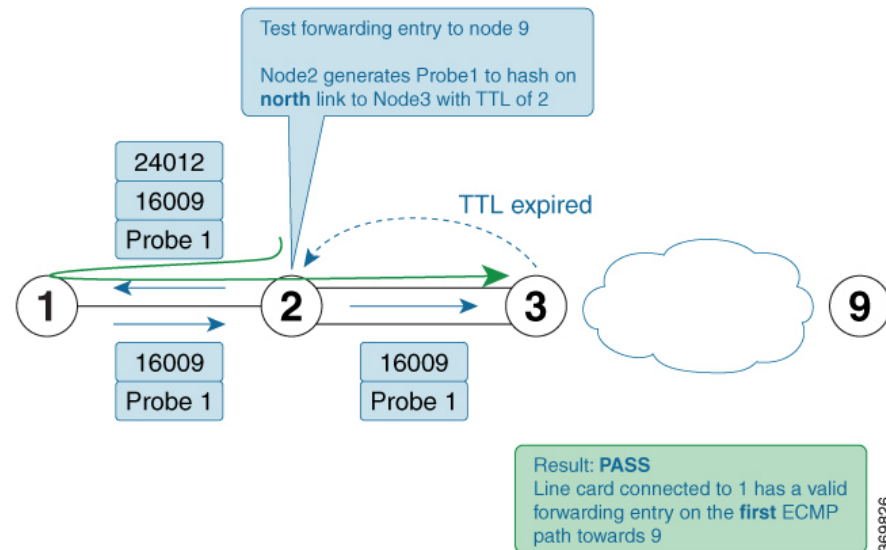 Test forwarding entry to node 9
Node2 generates Probe1 to hash on
north link to Node3 with TTL of 2
24012
16009
Probe 1
TTL expired
1
2
3
9
16009
Probe 1
16009
Probe 1
Result: PASS
Line card connected to 1 has a valid
forwarding entry on the first ECMP
path towards 9
369826